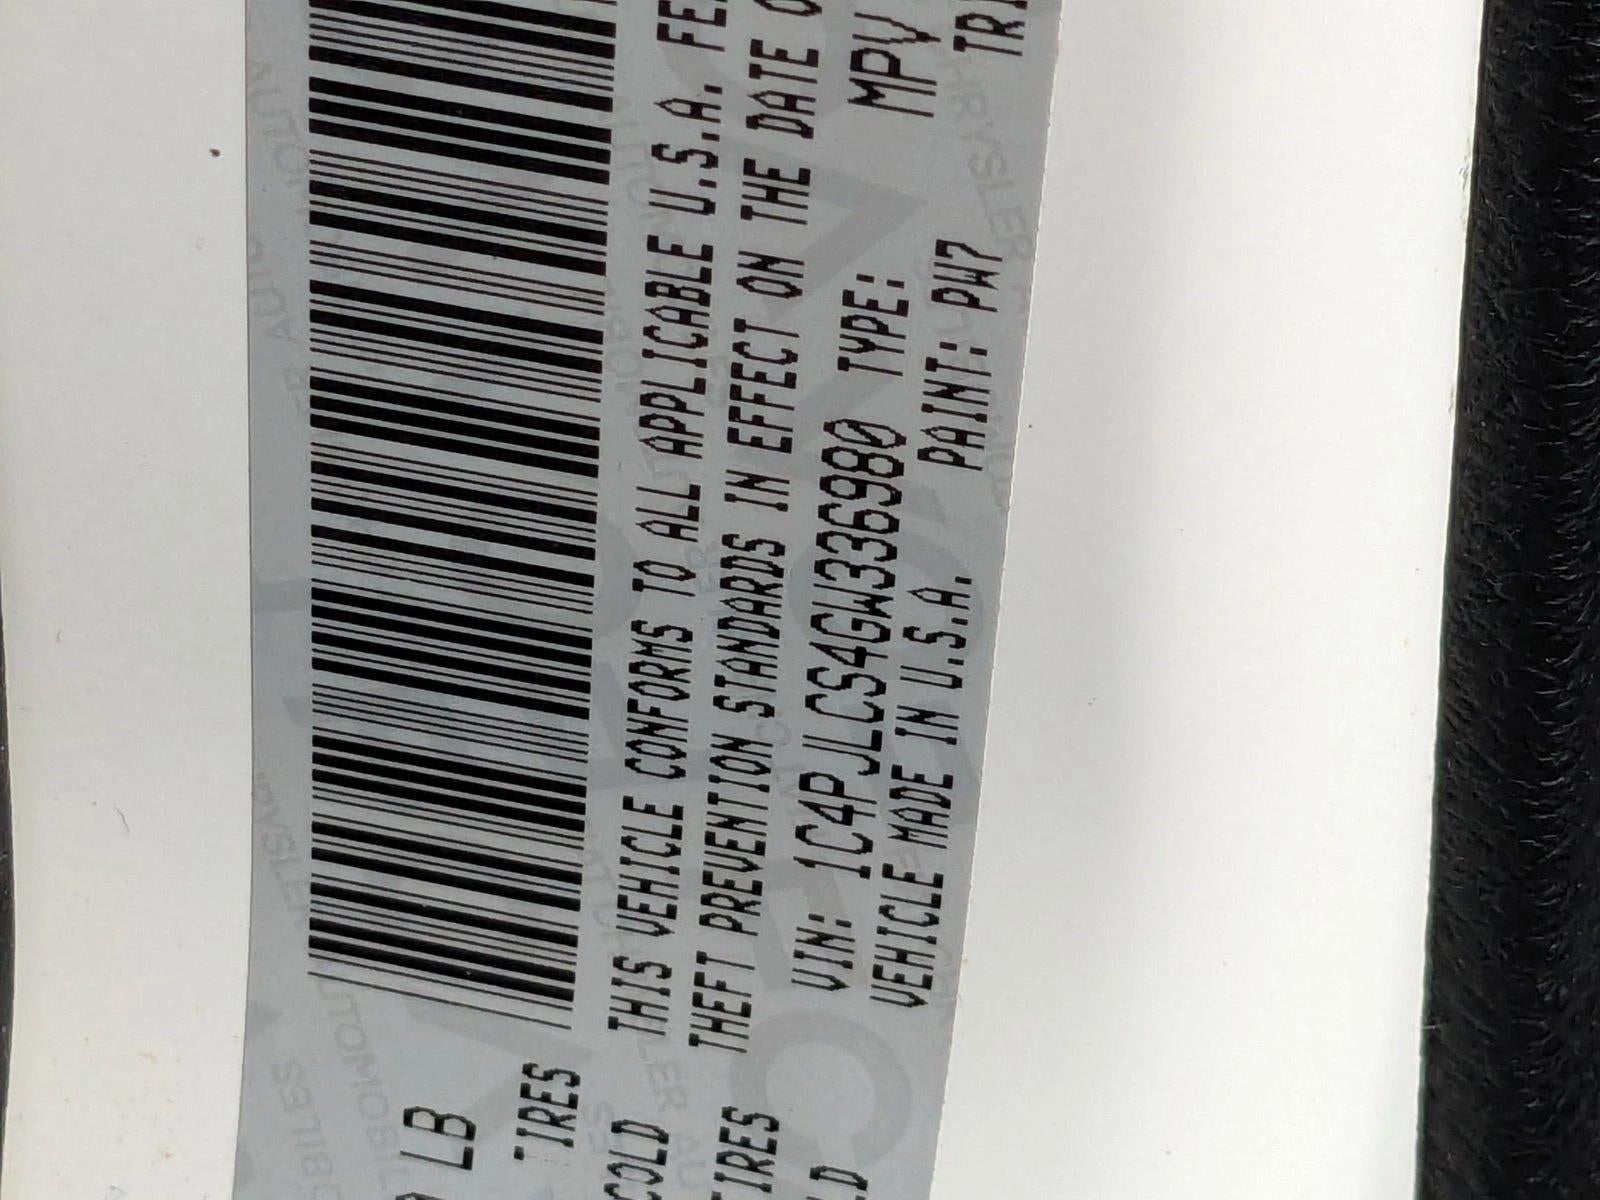 LB
TIRES
COLD
THIS VEHICLE CONFORMS TO ALL APPLICABLE U.S.A. FE
TIRES
THEFT PREVENTION STANDARDS IN EFFECT ON THE DATE O
VIN: 1C4PJLCS4GW336980 TYPE: MPV
VEHICLE MADE IN U.S.A. PAINT: PW7 TRI